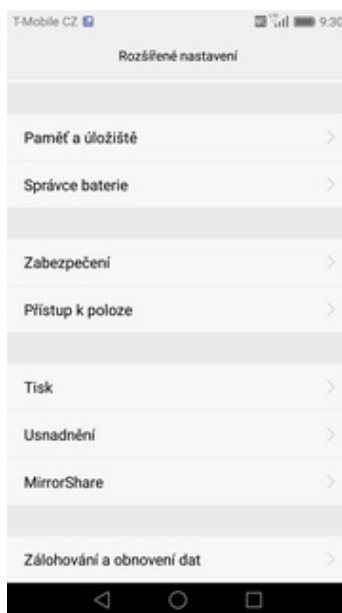 T-Mobile CZ 9:30
Rozšířené nastavení
Paměť a úložiště
Správce baterie
Zabezpečení
Přístup k poloze
Tisk
Usnadnění
MirrorShare
Zálohování a obnovení dat